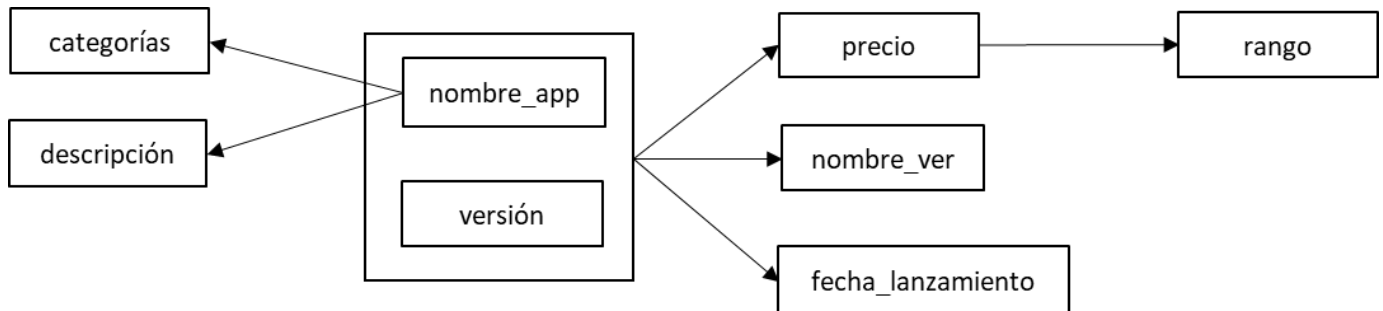 categorías
descripción
nombre_app
versión
precio
nombre_ver
fecha_lanzamiento
rango